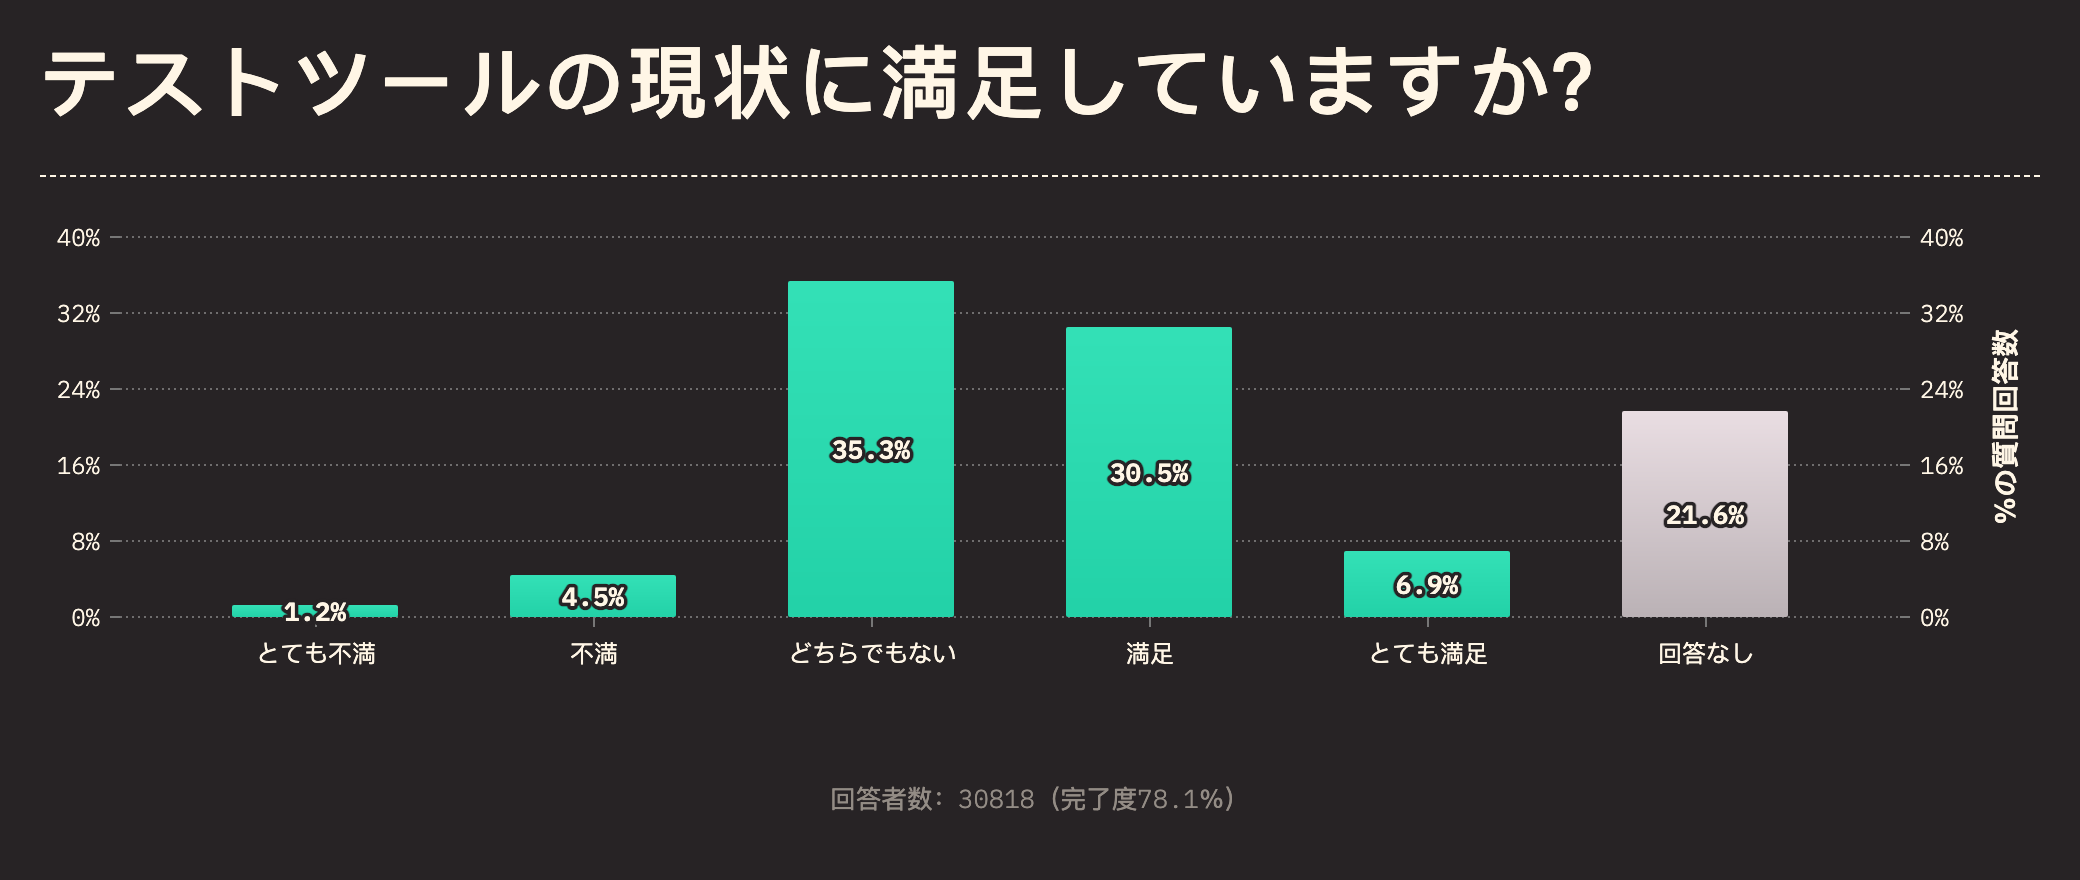 テストツールの現状に満足していますか?
40%
32%
24%
16%
8%
0%
40%
32%
24%
16%
8%
0%
%の質問回答数
1.2%
4.5%
35.3%
30.5%
6.9%
21.6%
とても不満
不満
どちらでもない
満足
とても満足
回答なし
回答者数: 30818 (完了度78.1%)